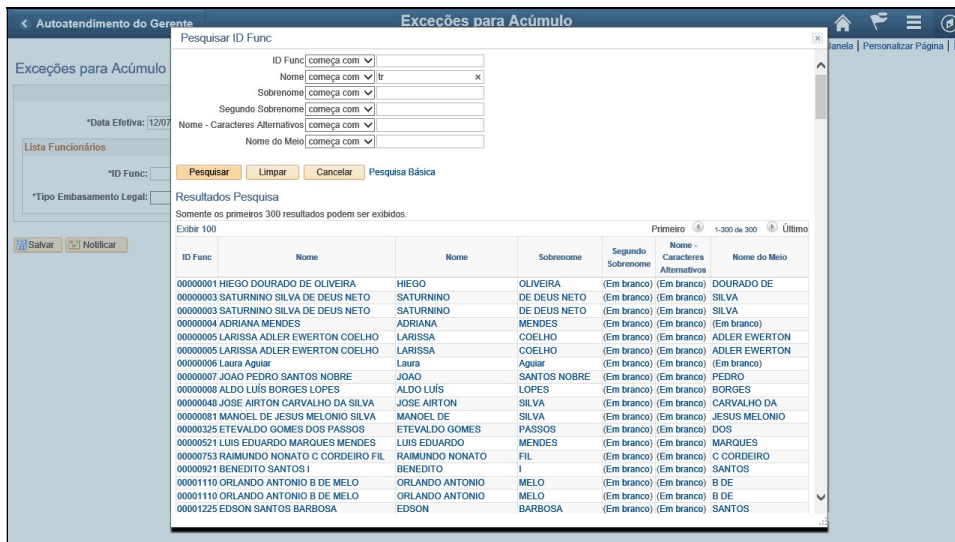 Autoatendimento do Gerente
Exceções para Acúmulo
Janela | Personalizar Página |
Exceções para Acúmulo
*Data Efetiva: 12/07
Lista Funcionários
*ID Func:
*Tipo Embasamento Legal:
Salvar Notificar
Pesquisar ID Func
ID Func começa com
Nome começa com tr ×
Sobrenome começa com
Segundo Sobrenome começa com
Nome - Caracteres Alternativos começa com
Nome do Meio começa com
Pesquisar Limpar Cancelar Pesquisa Básica
Resultados Pesquisa
Somente os primeiros 300 resultados podem ser exibidos.
Exibir 100 Primeiro 1-300 de 300 Último
ID Func Nome Nome Sobrenome Segundo Sobrenome Nome - Caracteres Alternativos Nome do Meio
00000001 HIEGO DOURADO DE OLIVEIRA HIEGO OLIVEIRA (Em branco) (Em branco) DOURADO DE
00000003 SATURNINO SILVA DE DEUS NETO SATURNINO DE DEUS NETO (Em branco) (Em branco) SILVA
00000003 SATURNINO SILVA DE DEUS NETO SATURNINO DE DEUS NETO (Em branco) (Em branco) SILVA
00000004 ADRIANA MENDES ADRIANA MENDES (Em branco) (Em branco) (Em branco)
00000005 LARISSA ADLER EWERTON COELHO LARISSA COELHO (Em branco) (Em branco) ADLER EWERTON
00000005 LARISSA ADLER EWERTON COELHO LARISSA COELHO (Em branco) (Em branco) ADLER EWERTON
00000006 Laura Aguiar Laura Aguiar (Em branco) (Em branco) (Em branco)
00000007 JOAO PEDRO SANTOS NOBRE JOAO SANTOS NOBRE (Em branco) (Em branco) PEDRO
00000008 ALDO LUÍS BORGES LOPES ALDO LUÍS LOPES (Em branco) (Em branco) BORGES
00000048 JOSE AIRTON CARVALHO DA SILVA JOSE AIRTON SILVA (Em branco) (Em branco) CARVALHO DA
00000081 MANOEL DE JESUS MELONIO SILVA MANOEL DE SILVA (Em branco) (Em branco) JESUS MELONIO
00000325 ETEVALDO GOMES DOS PASSOS ETEVALDO GOMES PASSOS (Em branco) (Em branco) DOS
00000521 LUIS EDUARDO MARQUES MENDES LUIS EDUARDO MENDES (Em branco) (Em branco) MARQUES
00000753 RAIMUNDO NONATO C CORDEIRO FIL RAIMUNDO NONATO FIL (Em branco) (Em branco) C CORDEIRO
00000921 BENEDITO SANTOS I BENEDITO I (Em branco) (Em branco) SANTOS
00001110 ORLANDO ANTONIO B DE MELO ORLANDO ANTONIO MELO (Em branco) (Em branco) B DE
00001110 ORLANDO ANTONIO B DE MELO ORLANDO ANTONIO MELO (Em branco) (Em branco) B DE
00001225 EDSON SANTOS BARBOSA EDSON BARBOSA (Em branco) (Em branco) SANTOS